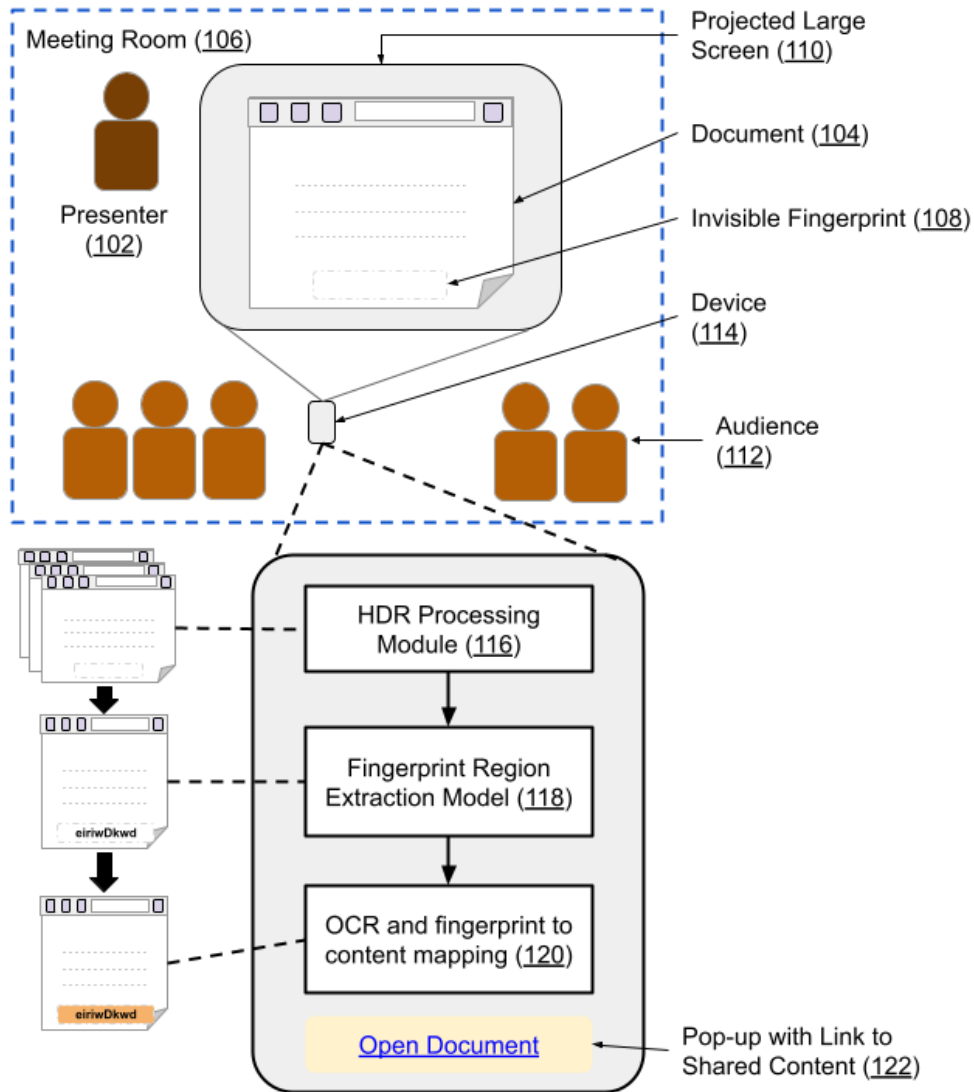 Meeting Room (106)
Projected Large
Screen (110)
Document (104)
Presenter
(102)
Invisible Fingerprint (108)
Device
(114)
Audience
(112)
HDR Processing
Module (116)
Fingerprint Region
Extraction Model (118)
eiriwDkwd
OCR and fingerprint to
content mapping (120)
eiriwDkwd
Open Document
Pop-up with Link to
Shared Content (122)